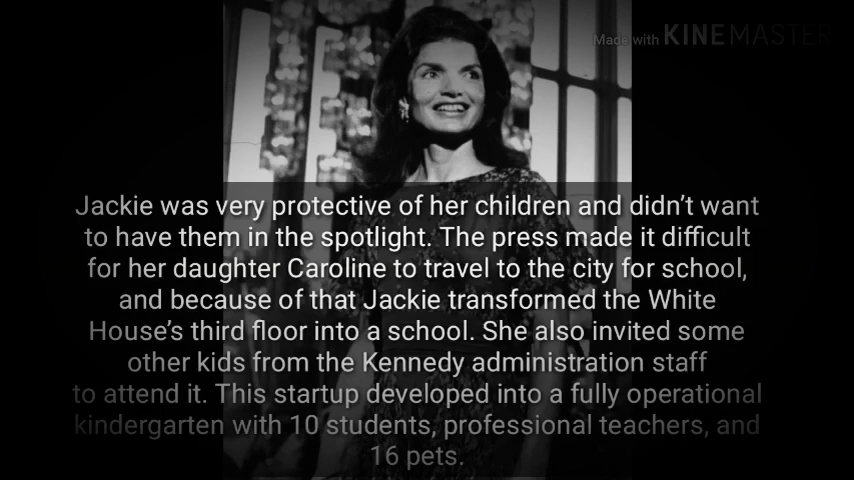 Made with KINEMASTER
Jackie was very protective of her children and didn’t want
to have them in the spotlight. The press made it difficult
for her daughter Caroline to travel to the city for school,
and because of that Jackie transformed the White
House’s third floor into a school. She also invited some
other kids from the Kennedy administration staff
to attend it. This startup developed into a fully operational
kindergarten with 10 students, professional teachers, and
16 pets.